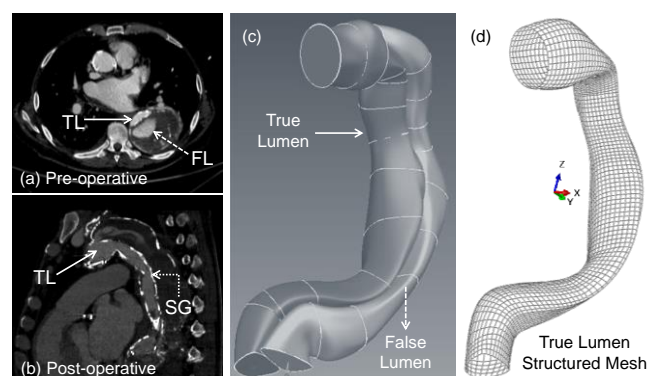 TL
FL
(a) Pre-operative
TL
SG
(b) Post-operative
(c)
True
Lumen
False
Lumen
(d)
Z
X
Y
True Lumen
Structured Mesh